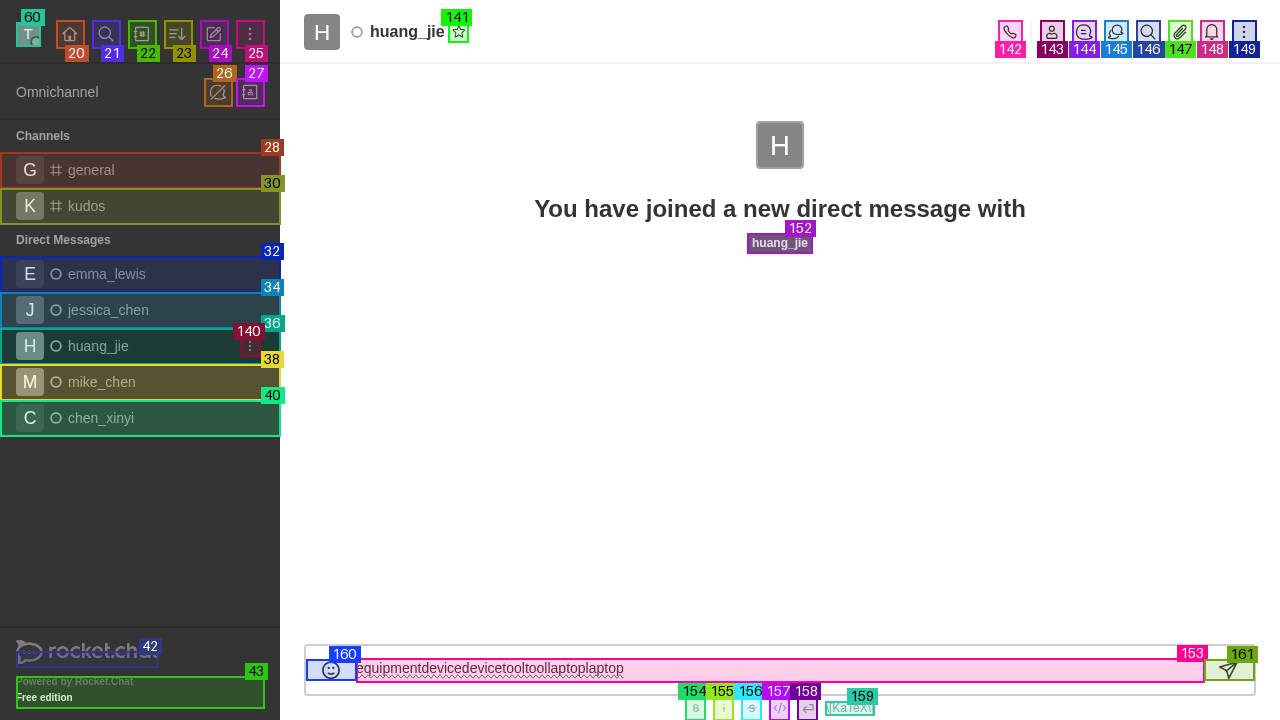 60
T
20
21
22
23
24
25
H
huang_jie
141
142
143
144
145
146
147
148
149
Omnichannel
26
27
Channels
28
G general
30
K kudos
Direct Messages
32
E emma_lewis
34
J jessica_chen
36
H huang_jie
140
38
M mike_chen
40
C chen_xinyi
H
You have joined a new direct message with
152
huang_jie
42
rocket.cha
43
Powered by Rocket.Chat
Free edition
160
equipmentdevicedevicetooltoollaptoplaptop
153
161
154
155
156
157
158
159
B
i
S
</>
\[KaTeX\]